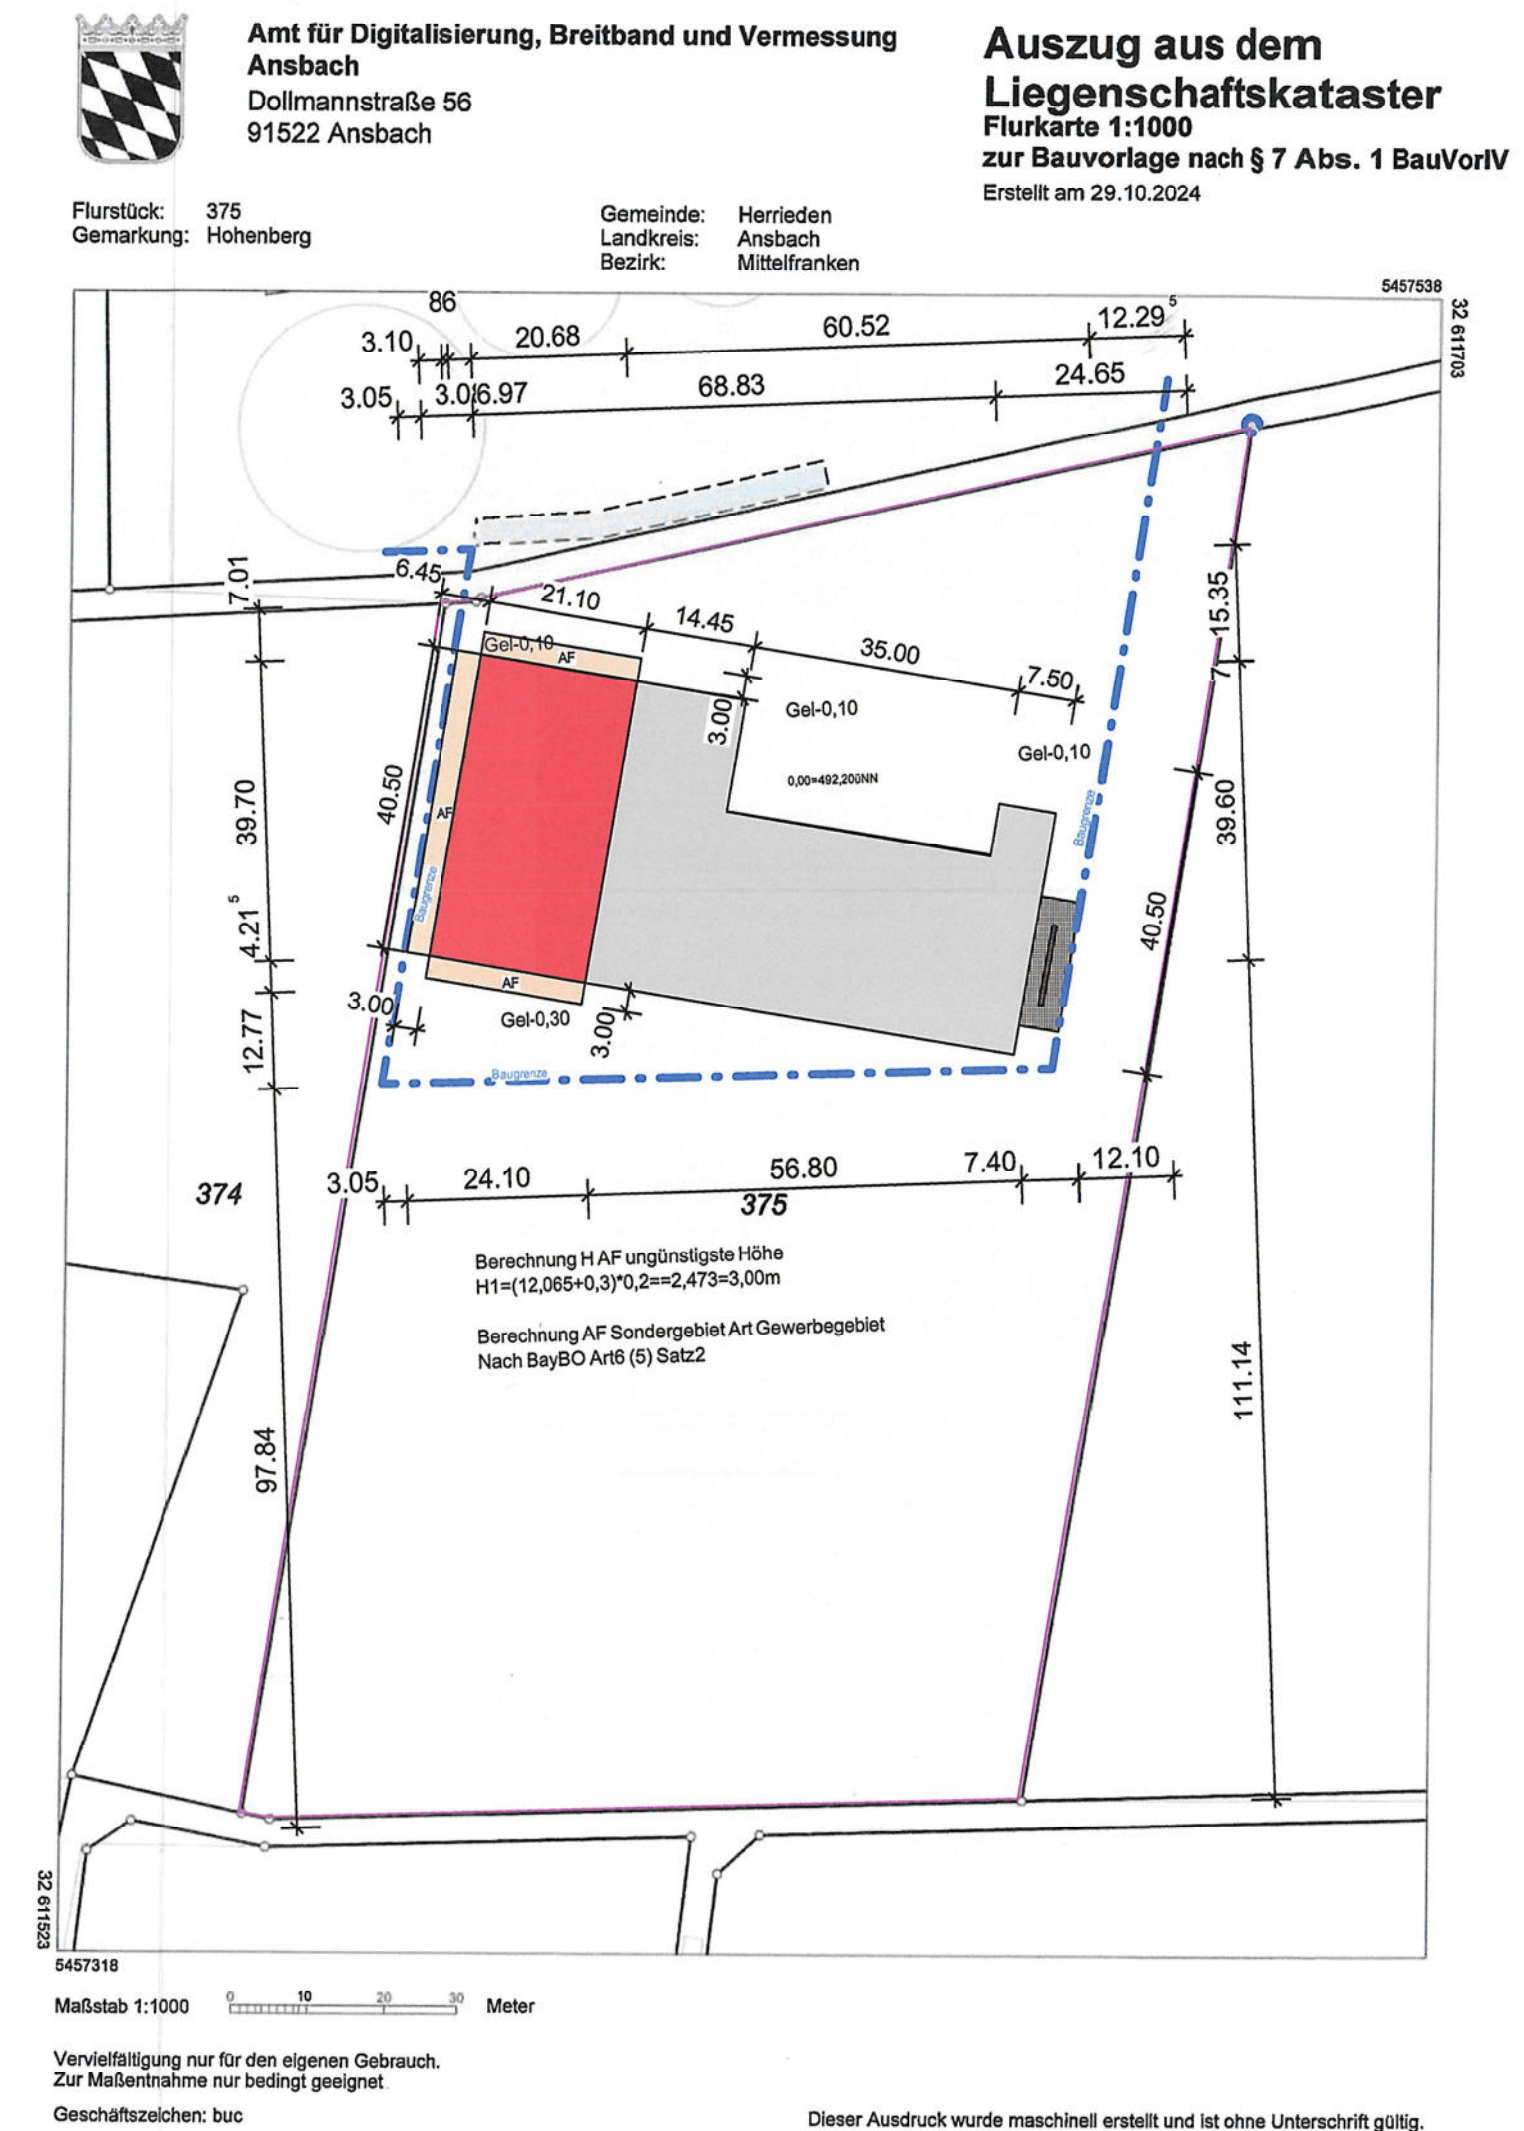 Amt für Digitalisierung, Breitband und Vermessung
Ansbach
Dollmannstraße 56
91522 Ansbach
Auszug aus dem
Liegenschaftskataster
Flurkarte 1:1000
zur Bauvorlage nach § 7 Abs. 1 BauVorlV
Erstellt am 29.10.2024
Flurstück: 375
Gemarkung: Hohenberg
Gemeinde: Herrieden
Landkreis: Ansbach
Bezirk: Mittelfranken
5457538
32 611703
86
3.10
20.68
60.52
12.29 5
3.05
6.97
68.83
24.65
7.01
6.45
21.10
14.45
35.00
7.50
15.35
Gel-0,10
AF
3.00
Gel-0,10
Gel-0,10
0,00=492,200NN
39.70
40.50
AF
Baugrenze
Baugrenze
39.60
4.21 5
40.50
AF
3.00
Gel-0,30
3.00
12.77
Baugrenze
374
3.05
24.10
56.80
7.40
12.10
375
Berechnung H AF ungünstigste Höhe
H1=(12,065+0,3)*0,2==2,473=3,00m
Berechnung AF Sondergebiet Art Gewerbegebiet
Nach BayBO Art6 (5) Satz2
111.14
97.84
32 611523
5457318
Maßstab 1:1000
0 10 20 30 Meter
Vervielfältigung nur für den eigenen Gebrauch.
Zur Maßentnahme nur bedingt geeignet.
Geschäftszeichen: buc
Dieser Ausdruck wurde maschinell erstellt und ist ohne Unterschrift gültig.